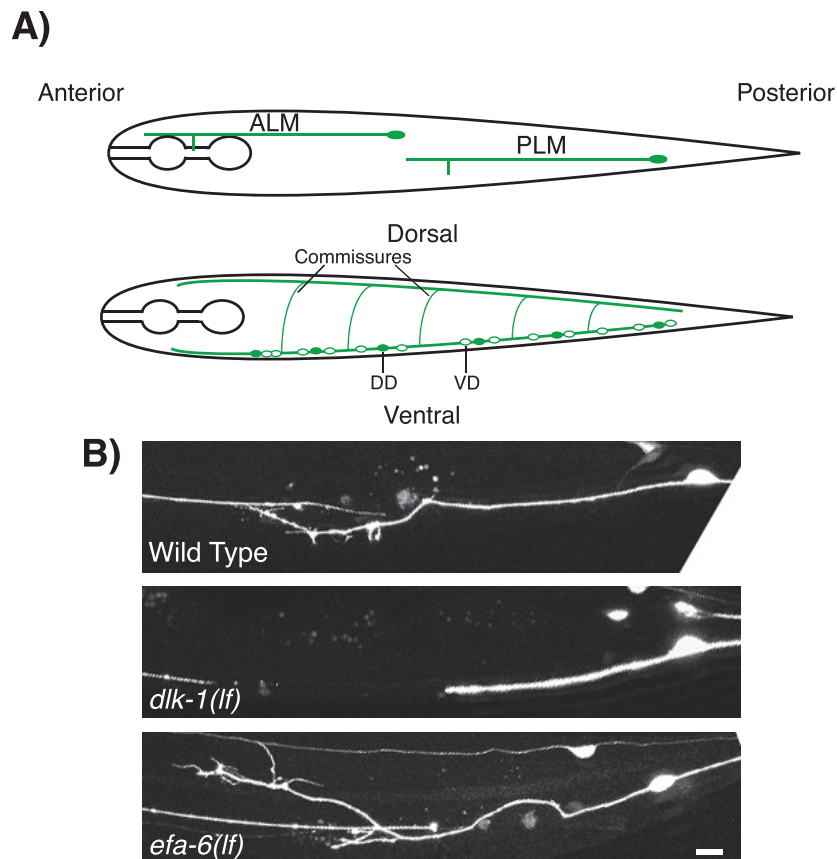 A)
Anterior
Posterior
ALM
PLM
Dorsal
Commissures
DD
VD
Ventral
B)
Wild Type
dlk-1(lf)
efa-6(lf)